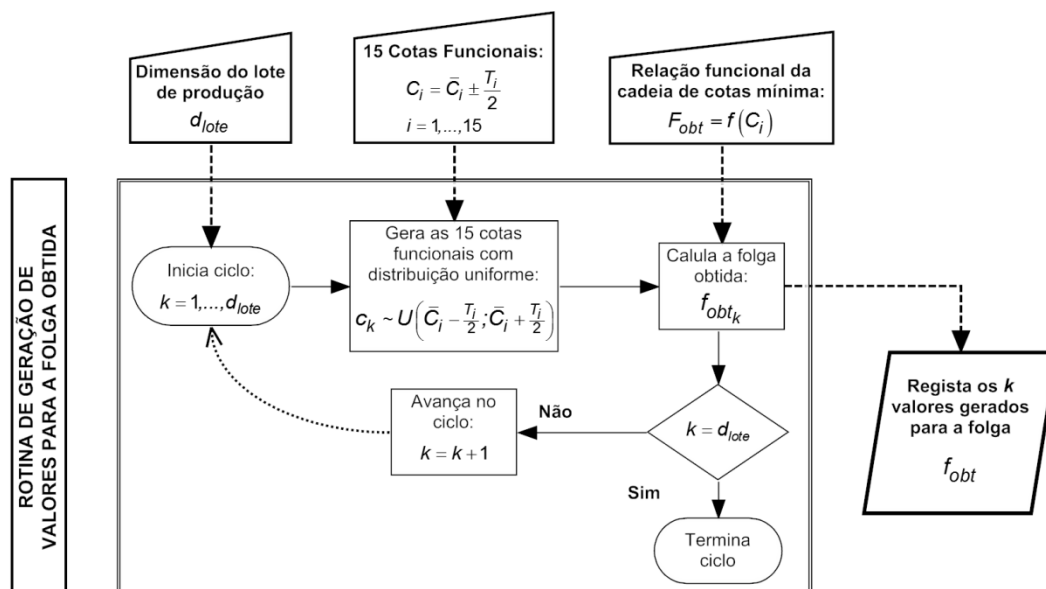 ROTINA DE GERAÇÃO DE
VALORES PARA A FOLGA OBTIDA
Dimensão do lote
de produção
d_lote
15 Cotas Funcionais:
C_i = C̄_i ± T_i/2
i = 1,...,15
Relação funcional da
cadeia de cotas mínima:
F_obt = f(C_i)
Inicia ciclo:
k = 1,...,d_lote
Gera as 15 cotas
funcionais com
distribuição uniforme:
c_k ~ U(C̄_i − T_i/2 ; C̄_i + T_i/2)
Calula a folga
obtida:
f_obt_k
Avança no
ciclo:
k = k + 1
Não
k = d_lote
Sim
Termina
ciclo
Regista os k
valores gerados
para a folga
f_obt